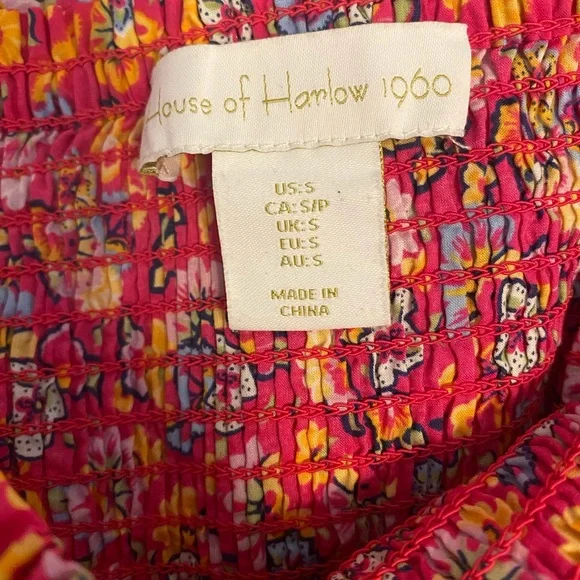 House of Harlow 1960
US:S
CA:S/P
UK:S
EU:S
AU:S
MADE IN
CHINA